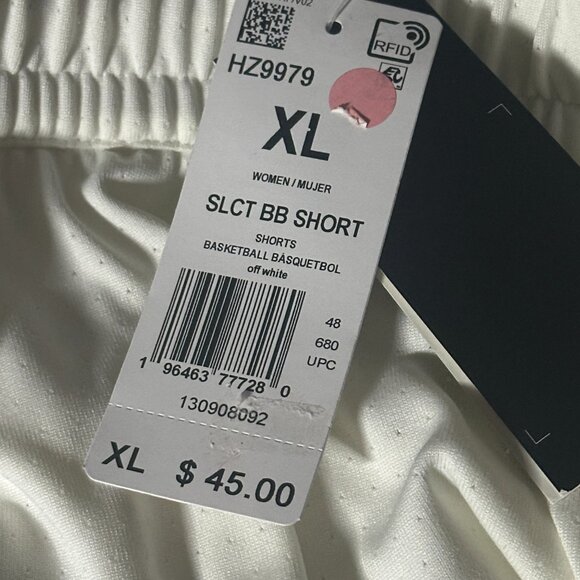 RFID
HZ9979
XL
WOMEN / MUJER
SLCT BB SHORT
SHORTS
BASKETBALL BÀSQUETBOL
off white
48
680
UPC
1 96463 77728 0
130908092
XL $ 45.00